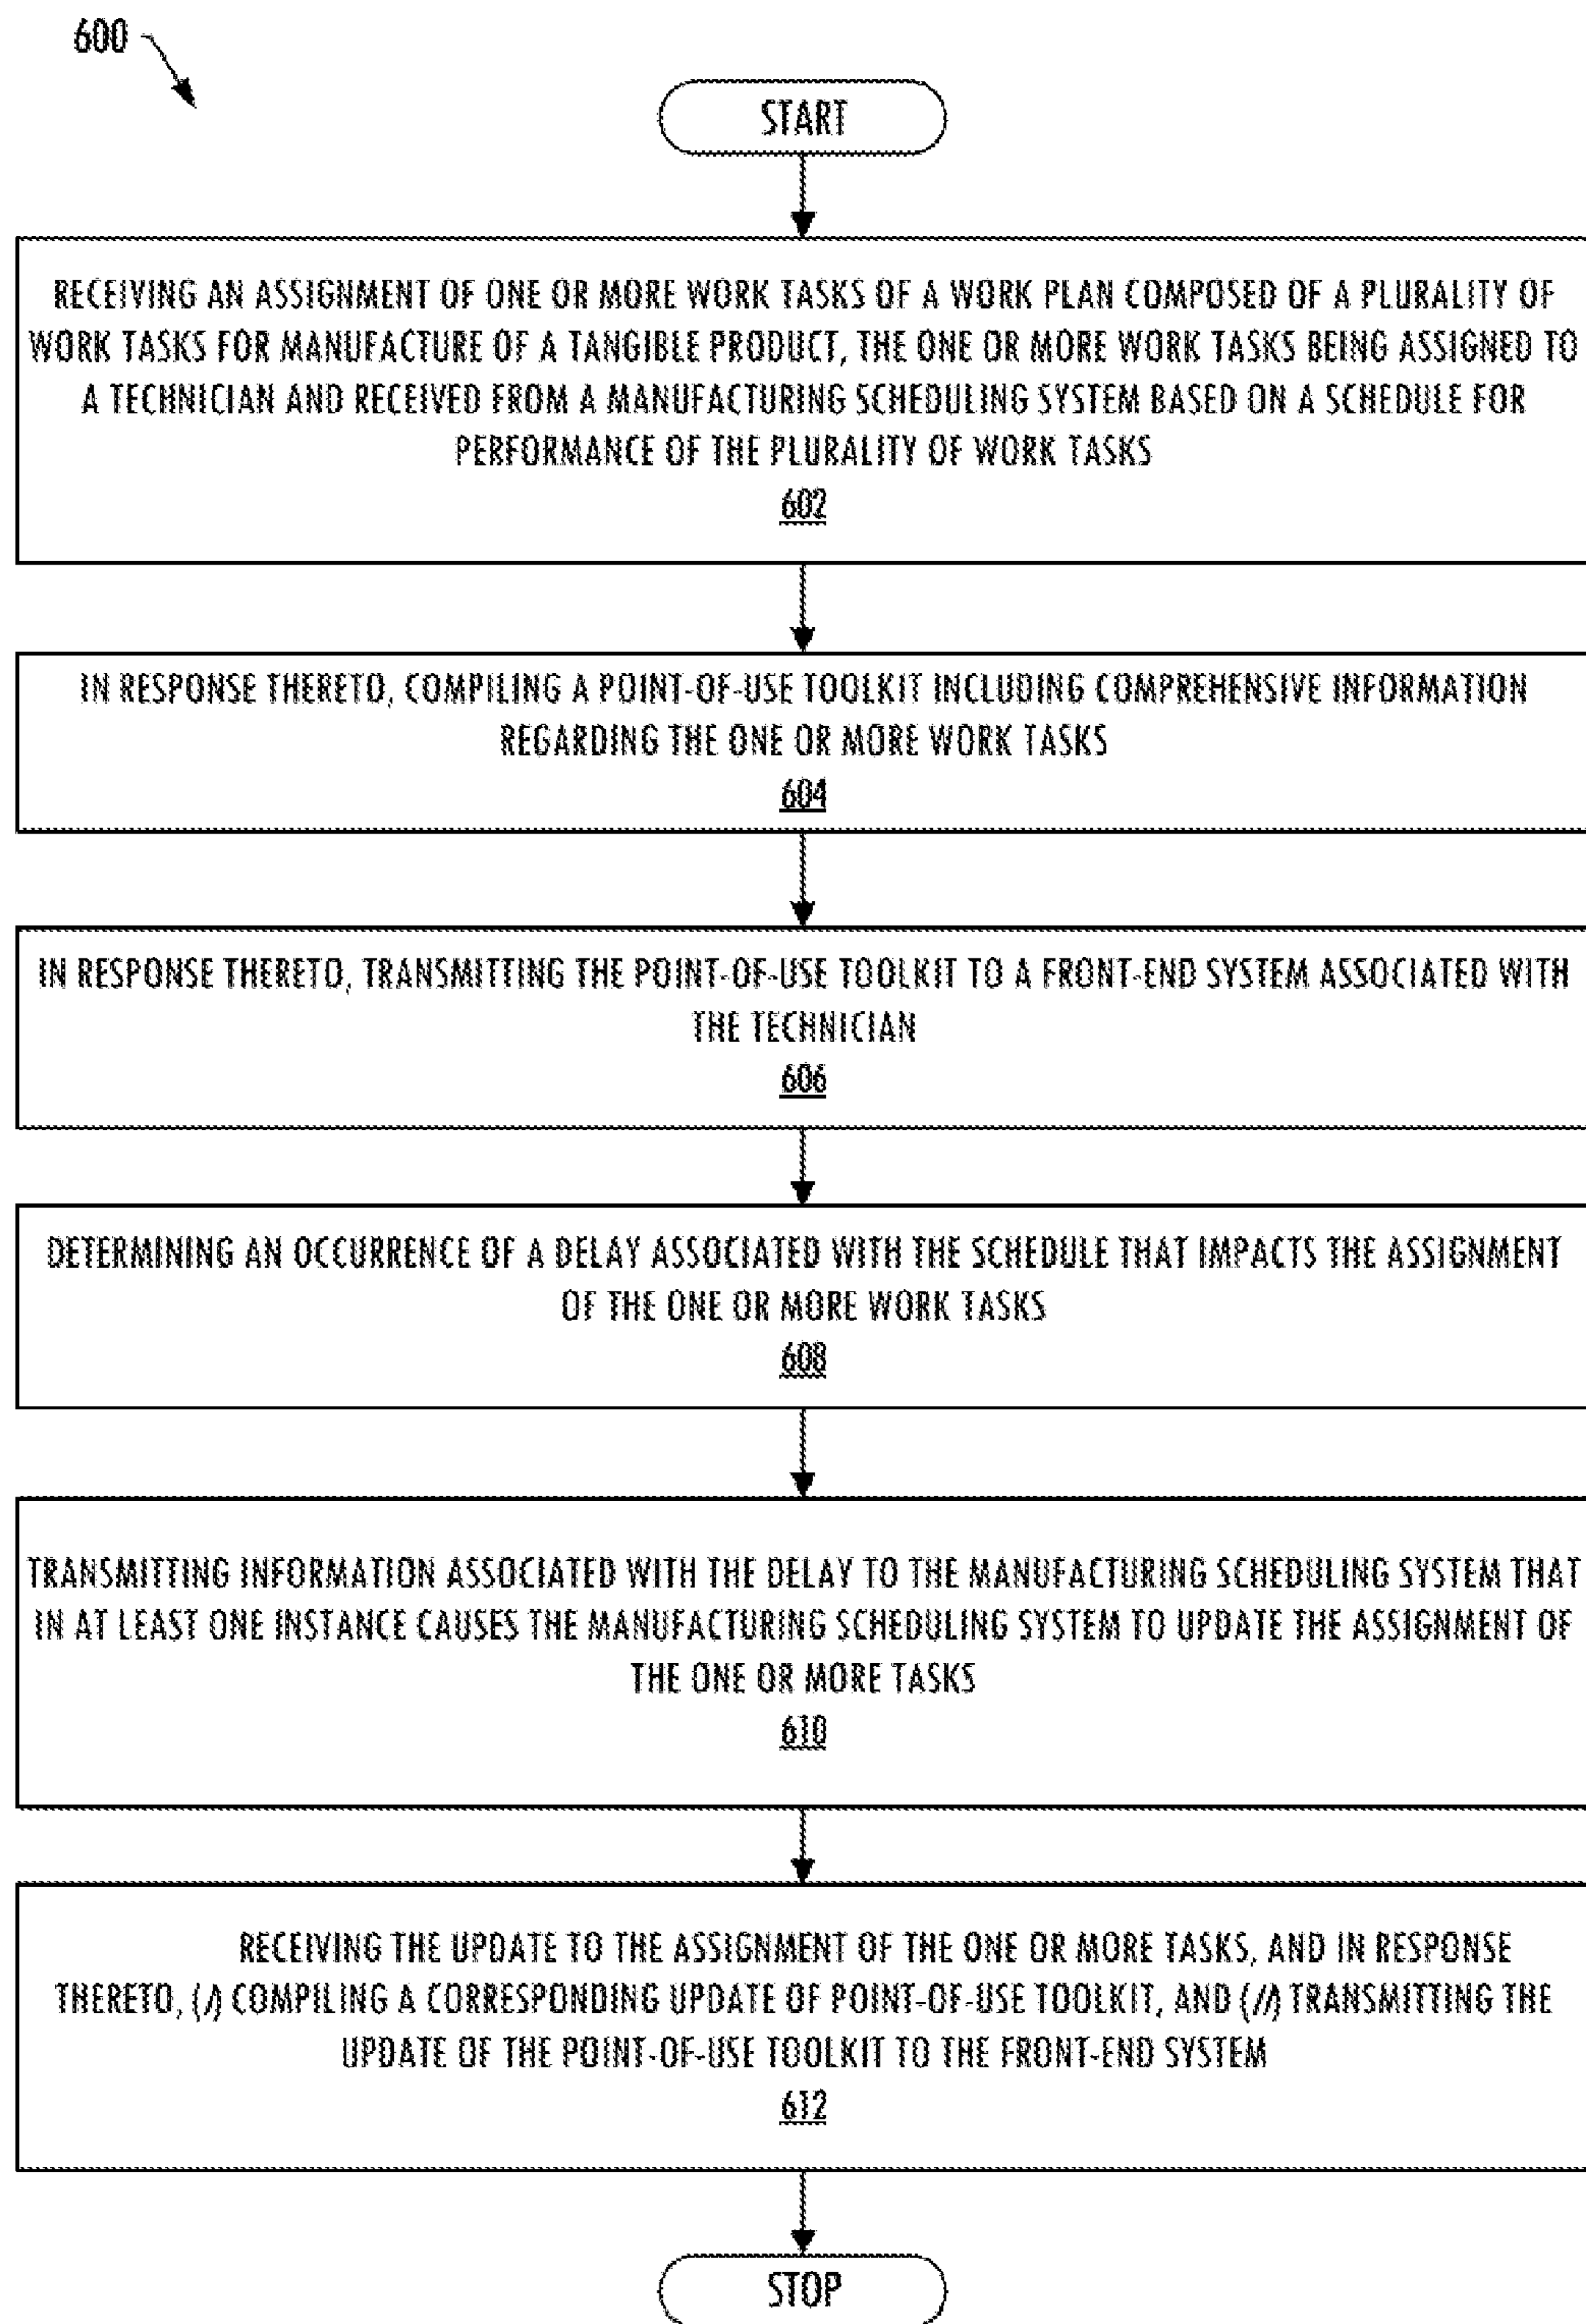 600
START
RECEIVING AN ASSIGNMENT OF ONE OR MORE WORK TASKS OF A WORK PLAN COMPOSED OF A PLURALITY OF
WORK TASKS FOR MANUFACTURE OF A TANGIBLE PRODUCT, THE ONE OR MORE WORK TASKS BEING ASSIGNED TO
A TECHNICIAN AND RECEIVED FROM A MANUFACTURING SCHEDULING SYSTEM BASED ON A SCHEDULE FOR
PERFORMANCE OF THE PLURALITY OF WORK TASKS
602
IN RESPONSE THERETO, COMPILING A POINT-OF-USE TOOLKIT INCLUDING COMPREHENSIVE INFORMATION
REGARDING THE ONE OR MORE WORK TASKS
604
IN RESPONSE THERETO, TRANSMITTING THE POINT-OF-USE TOOLKIT TO A FRONT-END SYSTEM ASSOCIATED WITH
THE TECHNICIAN
606
DETERMINING AN OCCURRENCE OF A DELAY ASSOCIATED WITH THE SCHEDULE THAT IMPACTS THE ASSIGNMENT
OF THE ONE OR MORE WORK TASKS
608
TRANSMITTING INFORMATION ASSOCIATED WITH THE DELAY TO THE MANUFACTURING SCHEDULING SYSTEM THAT
IN AT LEAST ONE INSTANCE CAUSES THE MANUFACTURING SCHEDULING SYSTEM TO UPDATE THE ASSIGNMENT OF
THE ONE OR MORE TASKS
610
RECEIVING THE UPDATE TO THE ASSIGNMENT OF THE ONE OR MORE TASKS, AND IN RESPONSE
THERETO, (I) COMPILING A CORRESPONDING UPDATE OF POINT-OF-USE TOOLKIT, AND (II) TRANSMITTING THE
UPDATE OF THE POINT-OF-USE TOOLKIT TO THE FRONT-END SYSTEM
612
STOP